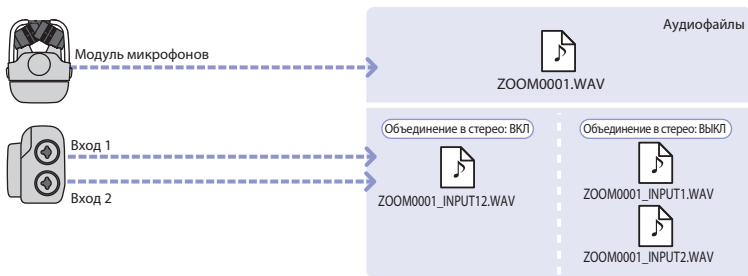 Аудиофайлы
Модуль микрофонов
ZOOM0001.WAV
Объединение в стерео: ВКЛ
Объединение в стерео: ВЫКЛ
Вход 1
Вход 2
ZOOM0001_INPUT12.WAV
ZOOM0001_INPUT1.WAV
ZOOM0001_INPUT2.WAV